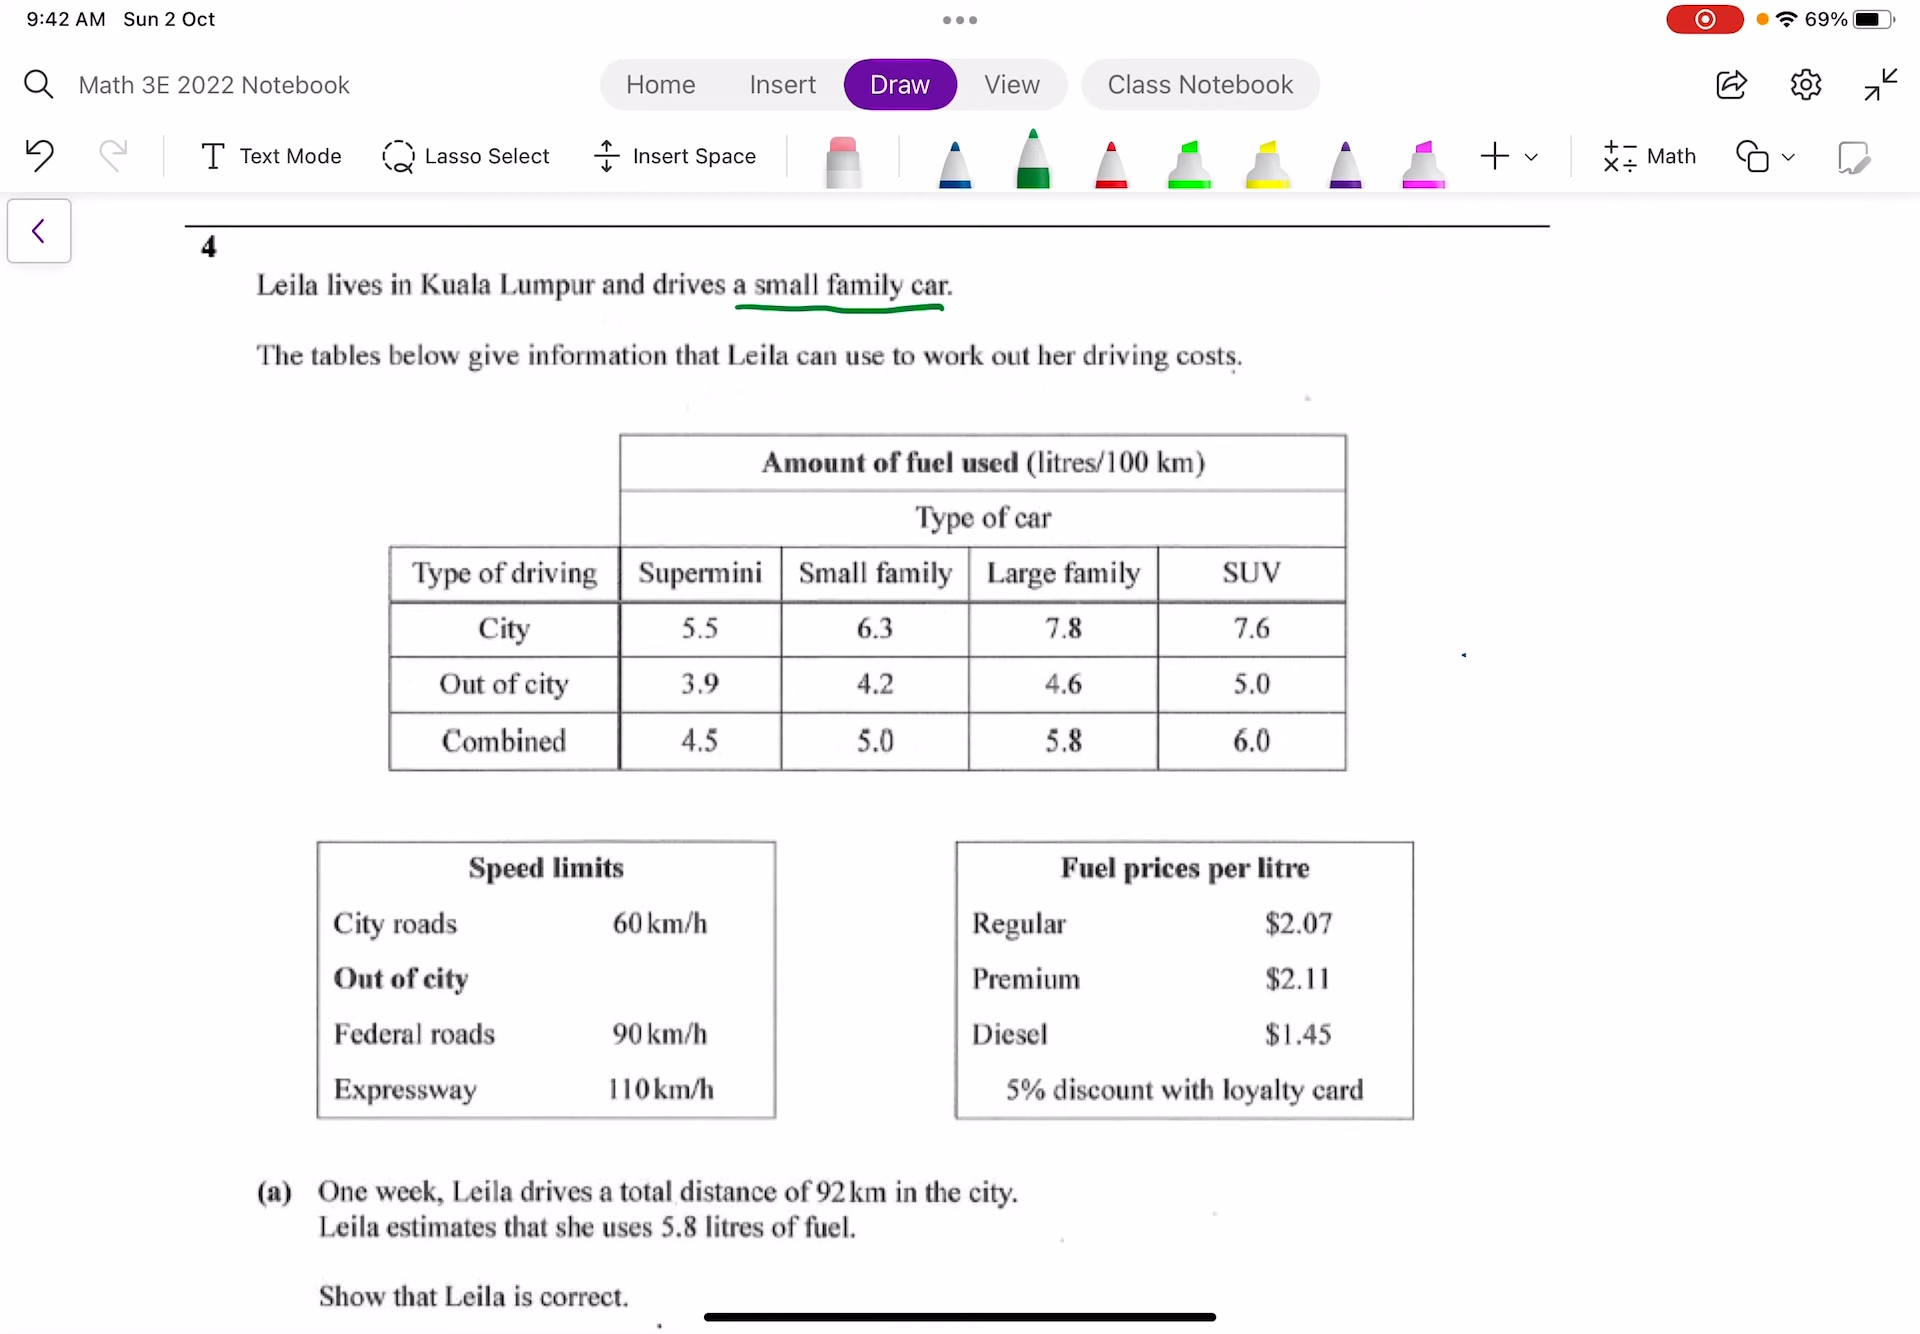 9:42 AM Sun 2 Oct
69%
Math 3E 2022 Notebook
Home Insert Draw View Class Notebook
Text Mode Lasso Select Insert Space Math
4
Leila lives in Kuala Lumpur and drives a small family car.
The tables below give information that Leila can use to work out her driving costs.
Amount of fuel used (litres/100 km)
Type of car
Type of driving Supermini Small family Large family SUV
City 5.5 6.3 7.8 7.6
Out of city 3.9 4.2 4.6 5.0
Combined 4.5 5.0 5.8 6.0
Speed limits
City roads 60 km/h
Out of city
Federal roads 90 km/h
Expressway 110 km/h
Fuel prices per litre
Regular $2.07
Premium $2.11
Diesel $1.45
5% discount with loyalty card
(a) One week, Leila drives a total distance of 92 km in the city.
Leila estimates that she uses 5.8 litres of fuel.
Show that Leila is correct.